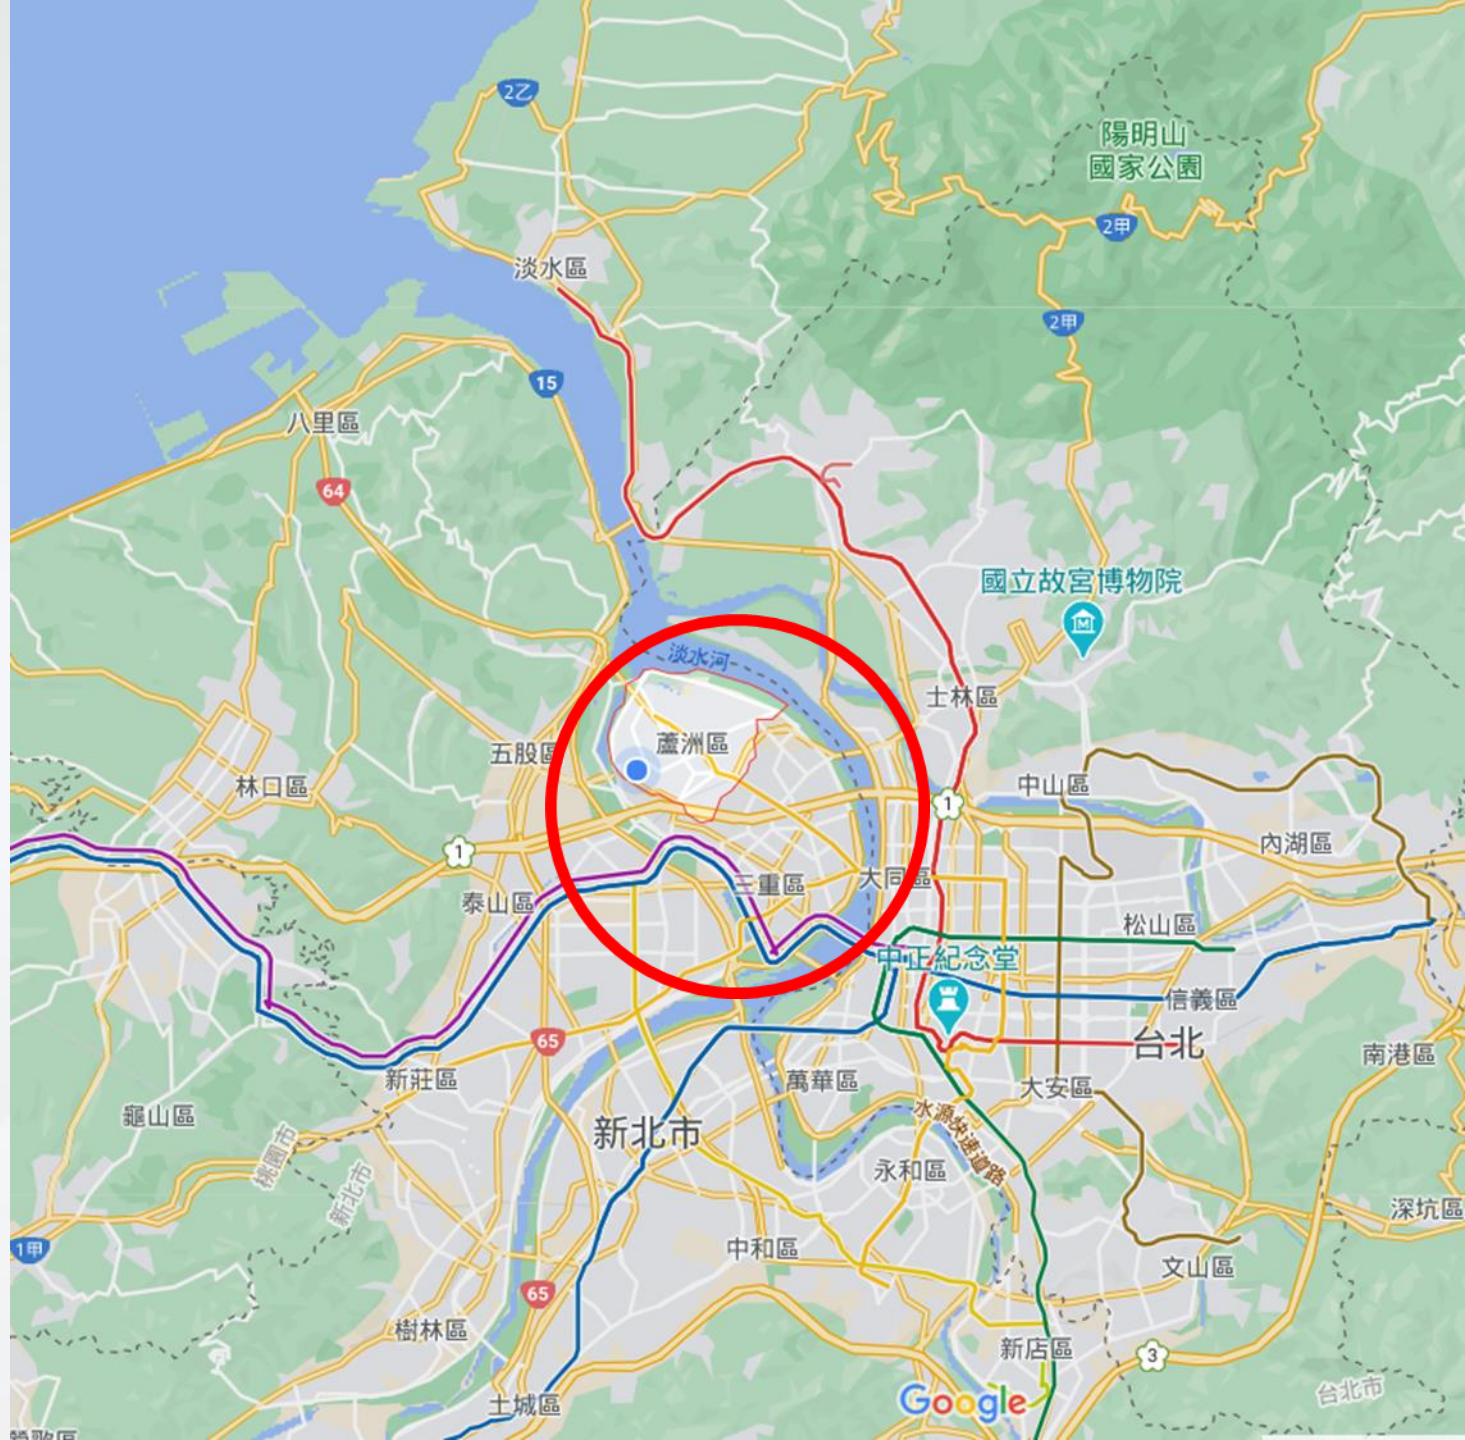 2乙
陽明山
國家公園
2甲
淡水區
2甲
15
八里區
64
國立故宮博物院
淡水河
士林區
蘆洲區
五股區
林口區
中山區
1
1
內湖區
三重區
大同區
泰山區
松山區
中正紀念堂
信義區
65
台北
南港區
新莊區
萬華區
大安區
龜山區
水源快速道路
新北市
桃園市
新北市
永和區
深坑區
1甲
中和區
文山區
65
樹林區
新店區
3
台北市
Google
土城區
鶯歌區